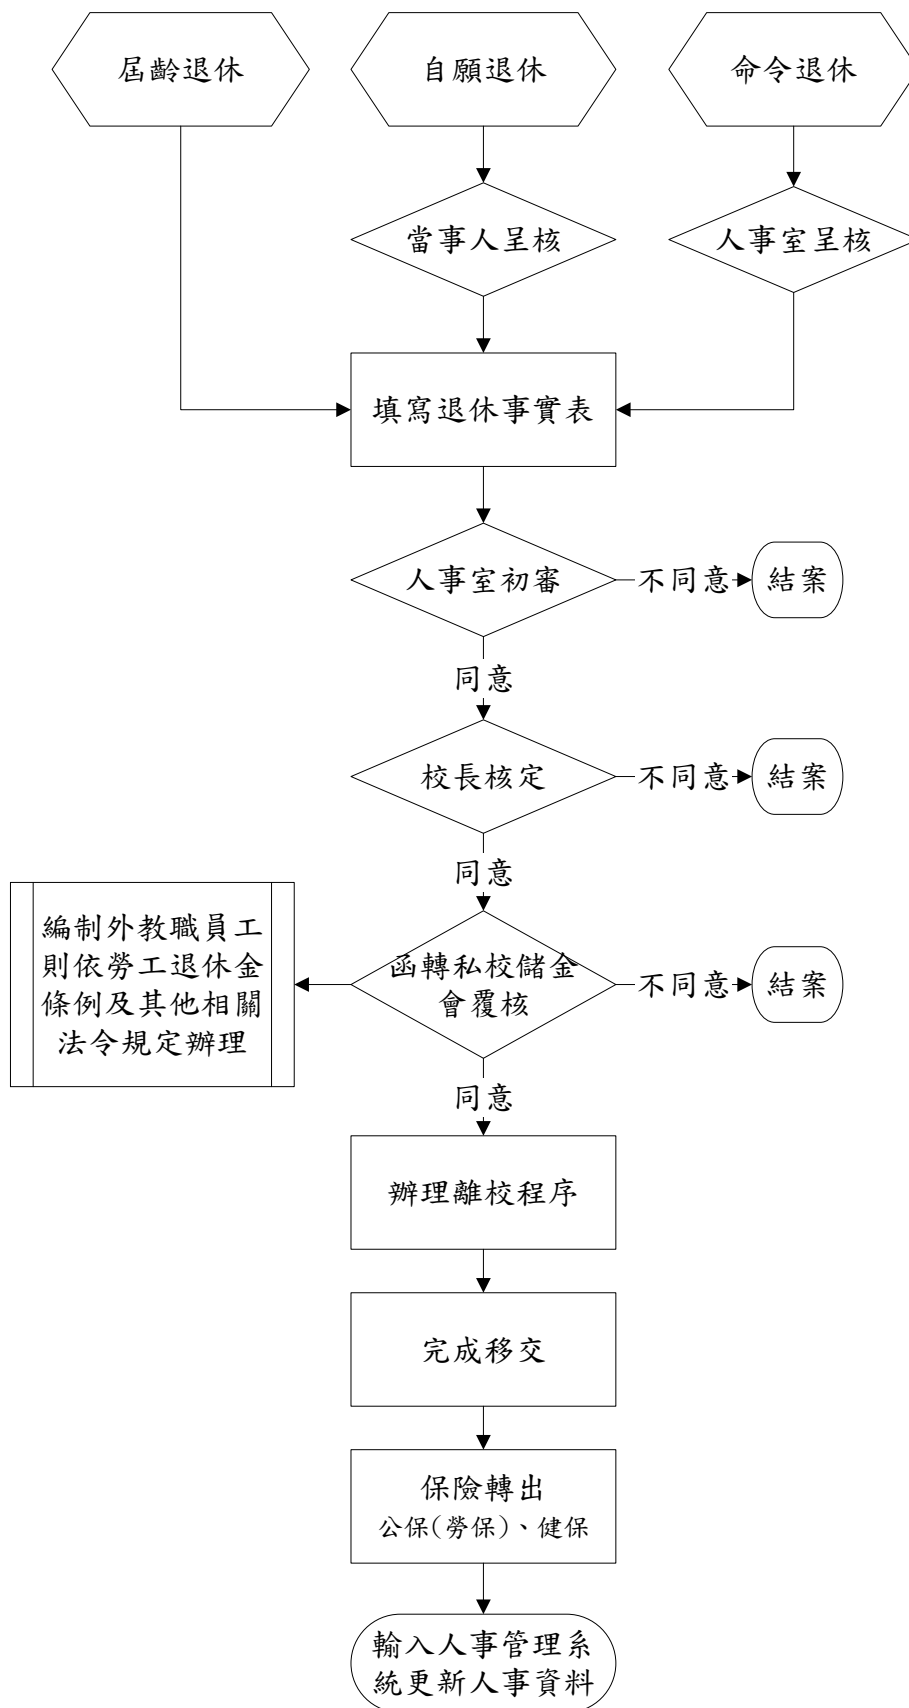 屆齡退休
自願退休
命令退休
當事人呈核
人事室呈核
填寫退休事實表
人事室初審
不同意
結案
同意
校長核定
不同意
結案
同意
編制外教職員工
則依勞工退休金
條例及其他相關
法令規定辦理
函轉私校儲金
會覆核
不同意
結案
同意
辦理離校程序
完成移交
保險轉出
公保(勞保)、健保
輸入人事管理系
統更新人事資料